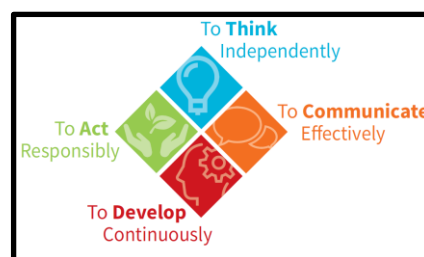 To Think
Independently
To Communicate
Effectively
To Act
Responsibly
To Develop
Continuously